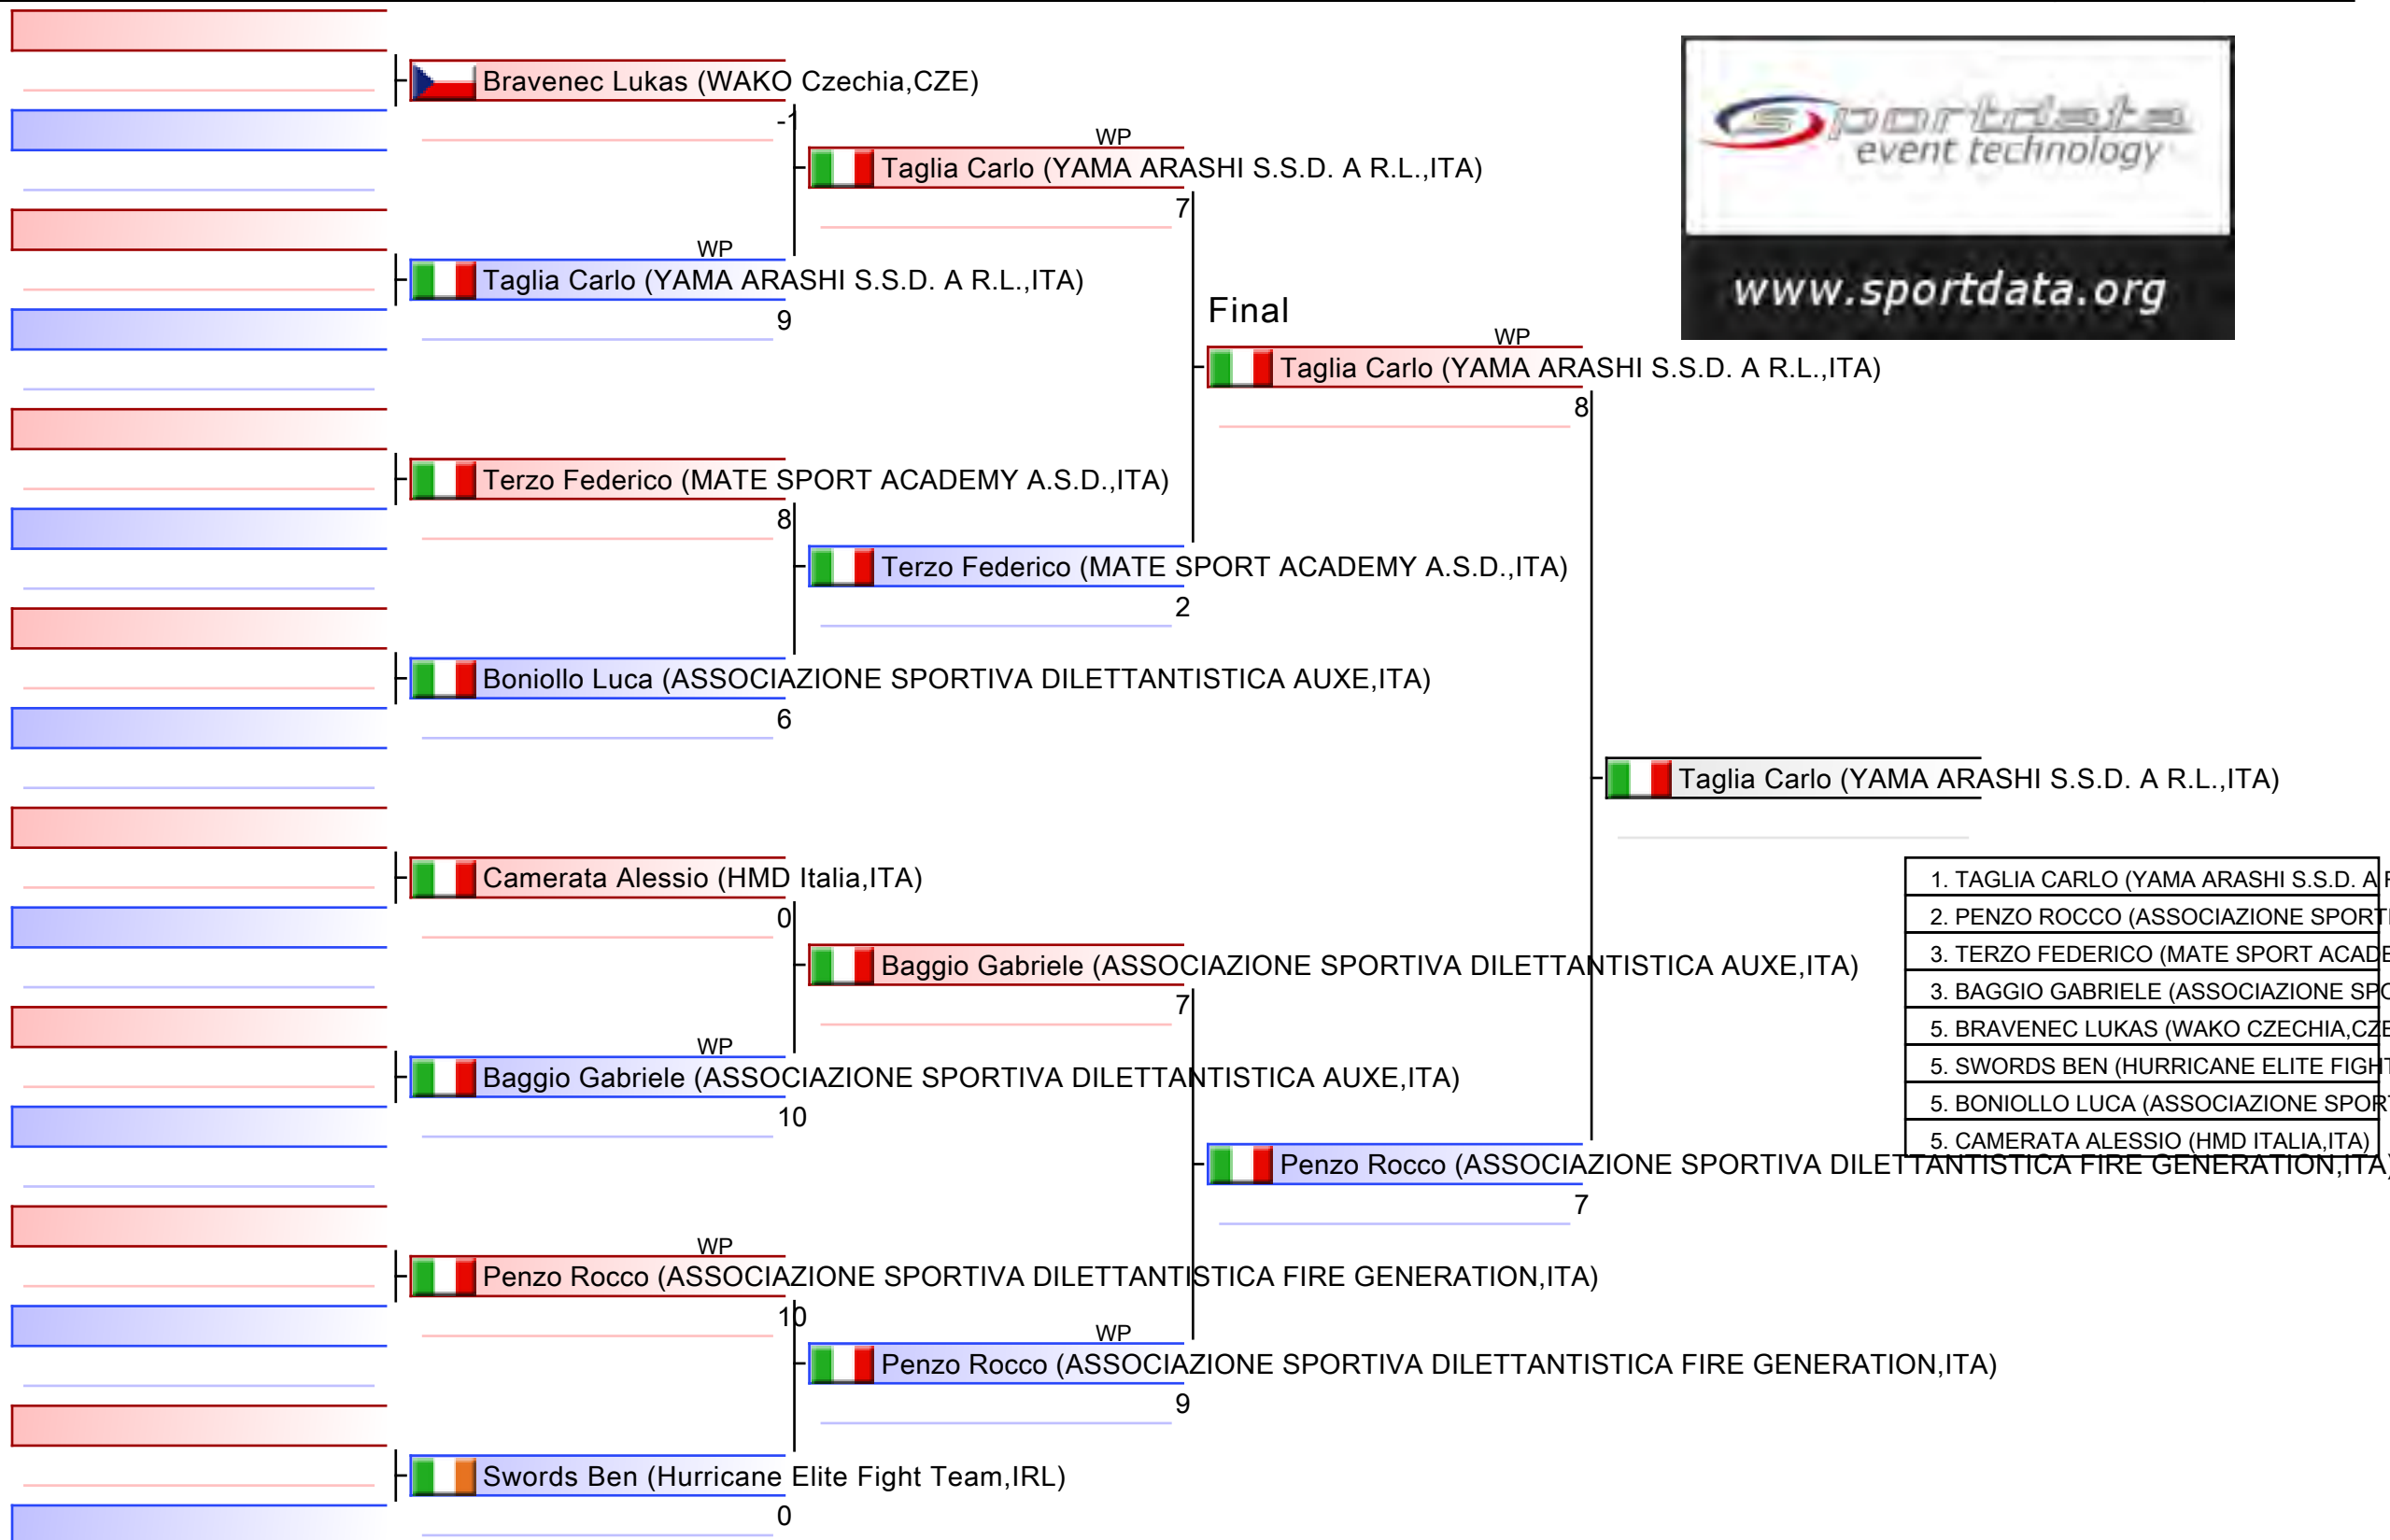 Bravenec Lukas (WAKO Czechia,CZE)
-1
WP
Taglia Carlo (YAMA ARASHI S.S.D. A R.L.,ITA)
7
WP
Taglia Carlo (YAMA ARASHI S.S.D. A R.L.,ITA)
9
Final
WP
Taglia Carlo (YAMA ARASHI S.S.D. A R.L.,ITA)
8
Terzo Federico (MATE SPORT ACADEMY A.S.D.,ITA)
8
Terzo Federico (MATE SPORT ACADEMY A.S.D.,ITA)
2
Boniollo Luca (ASSOCIAZIONE SPORTIVA DILETTANTISTICA AUXE,ITA)
6
Taglia Carlo (YAMA ARASHI S.S.D. A R.L.,ITA)
Camerata Alessio (HMD Italia,ITA)
0
Baggio Gabriele (ASSOCIAZIONE SPORTIVA DILETTANTISTICA AUXE,ITA)
7
WP
Baggio Gabriele (ASSOCIAZIONE SPORTIVA DILETTANTISTICA AUXE,ITA)
10
Penzo Rocco (ASSOCIAZIONE SPORTIVA DILETTANTISTICA FIRE GENERATION,ITA)
7
WP
Penzo Rocco (ASSOCIAZIONE SPORTIVA DILETTANTISTICA FIRE GENERATION,ITA)
10
WP
Penzo Rocco (ASSOCIAZIONE SPORTIVA DILETTANTISTICA FIRE GENERATION,ITA)
9
Swords Ben (Hurricane Elite Fight Team,IRL)
0
sportdata
event technology
www.sportdata.org
1. TAGLIA CARLO (YAMA ARASHI S.S.D. A
2. PENZO ROCCO (ASSOCIAZIONE SPORTI
3. TERZO FEDERICO (MATE SPORT ACADE
3. BAGGIO GABRIELE (ASSOCIAZIONE SPO
5. BRAVENEC LUKAS (WAKO CZECHIA,CZE
5. SWORDS BEN (HURRICANE ELITE FIGHT
5. BONIOLLO LUCA (ASSOCIAZIONE SPORT
5. CAMERATA ALESSIO (HMD ITALIA,ITA)